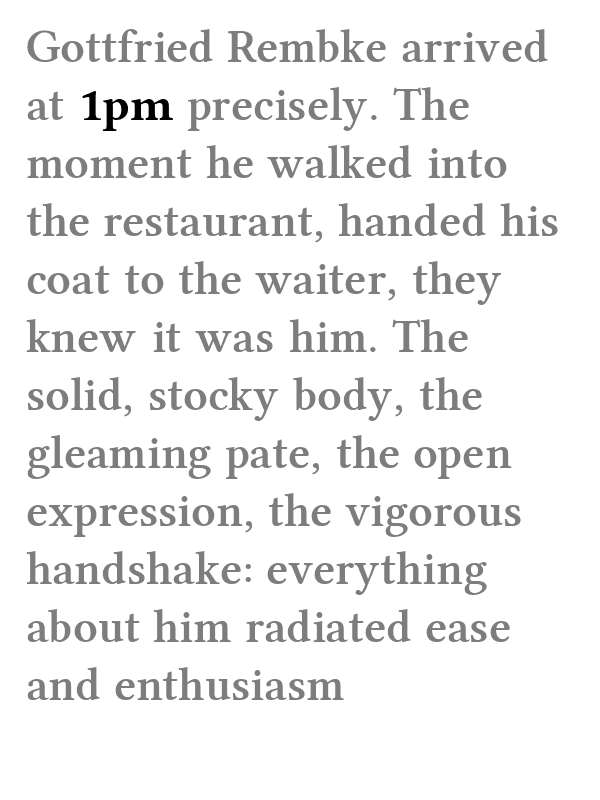 Gottfried Rembke arrived
at 1pm precisely. The
moment he walked into
the restaurant, handed his
coat to the waiter, they
knew it was him. The
solid, stocky body, the
gleaming pate, the open
expression, the vigorous
handshake: everything
about him radiated ease
and enthusiasm